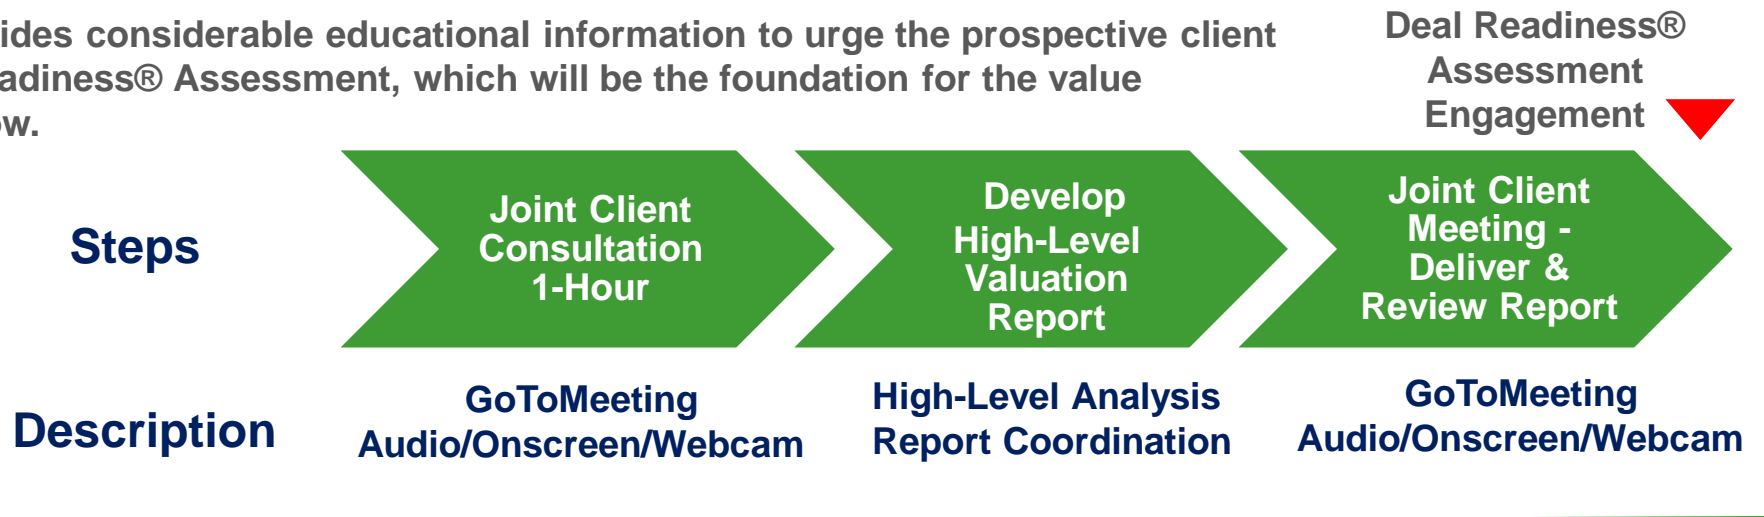 ides considerable educational information to urge the prospective client
adiness® Assessment, which will be the foundation for the value
ow.
Deal Readiness®
Assessment
Engagement
Steps
Joint Client
Consultation
1-Hour
Develop
High-Level
Valuation
Report
Joint Client
Meeting -
Deliver &
Review Report
Description
GoToMeeting
Audio/Onscreen/Webcam
High-Level Analysis
Report Coordination
GoToMeeting
Audio/Onscreen/Webcam